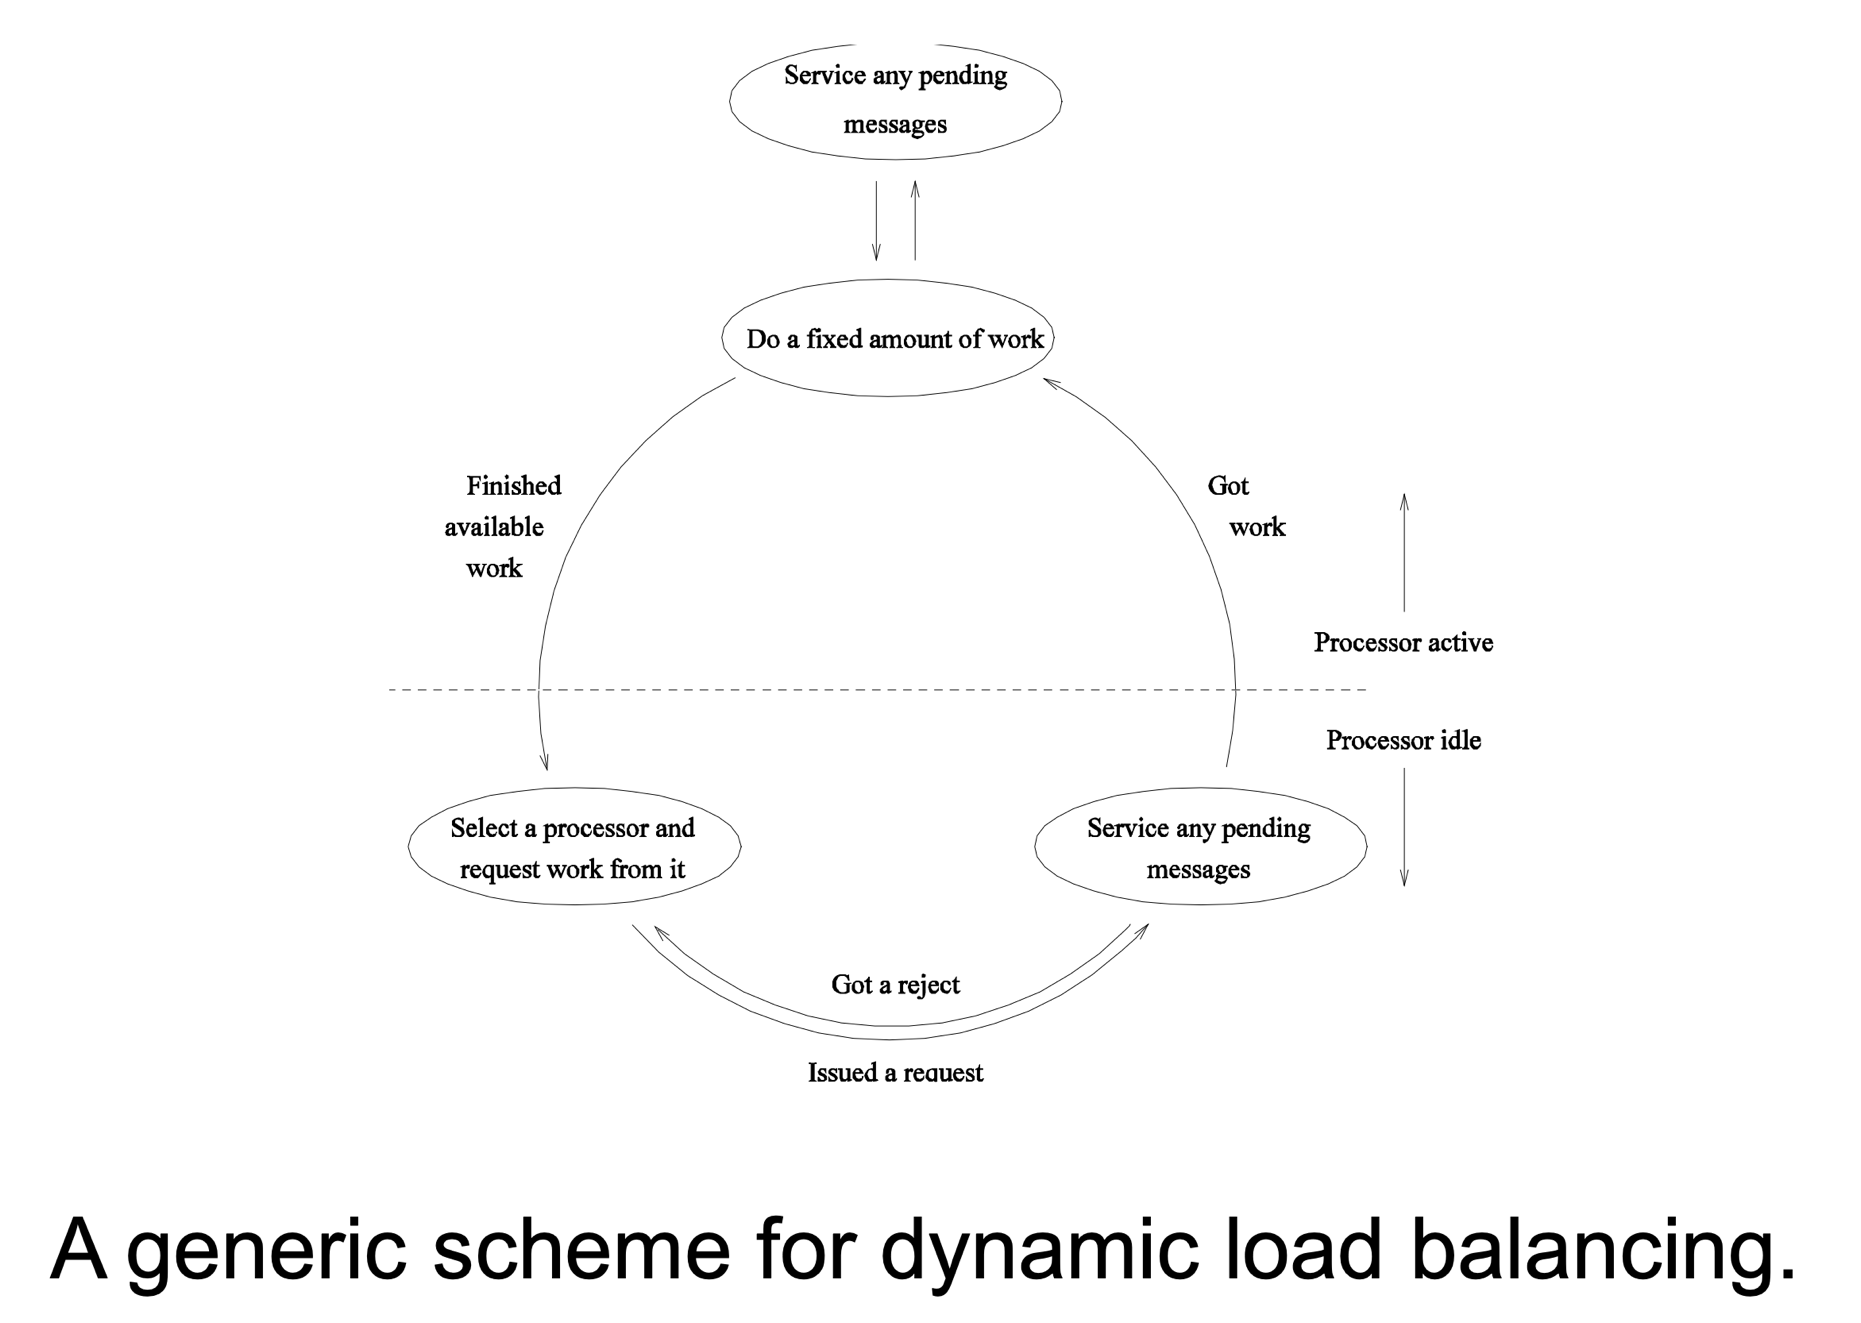 Service any pending
messages
Do a fixed amount of work
Finished
available
work
Got
work
Processor active
Processor idle
Select a processor and
request work from it
Service any pending
messages
Got a reject
Issued a request
A generic scheme for dynamic load balancing.